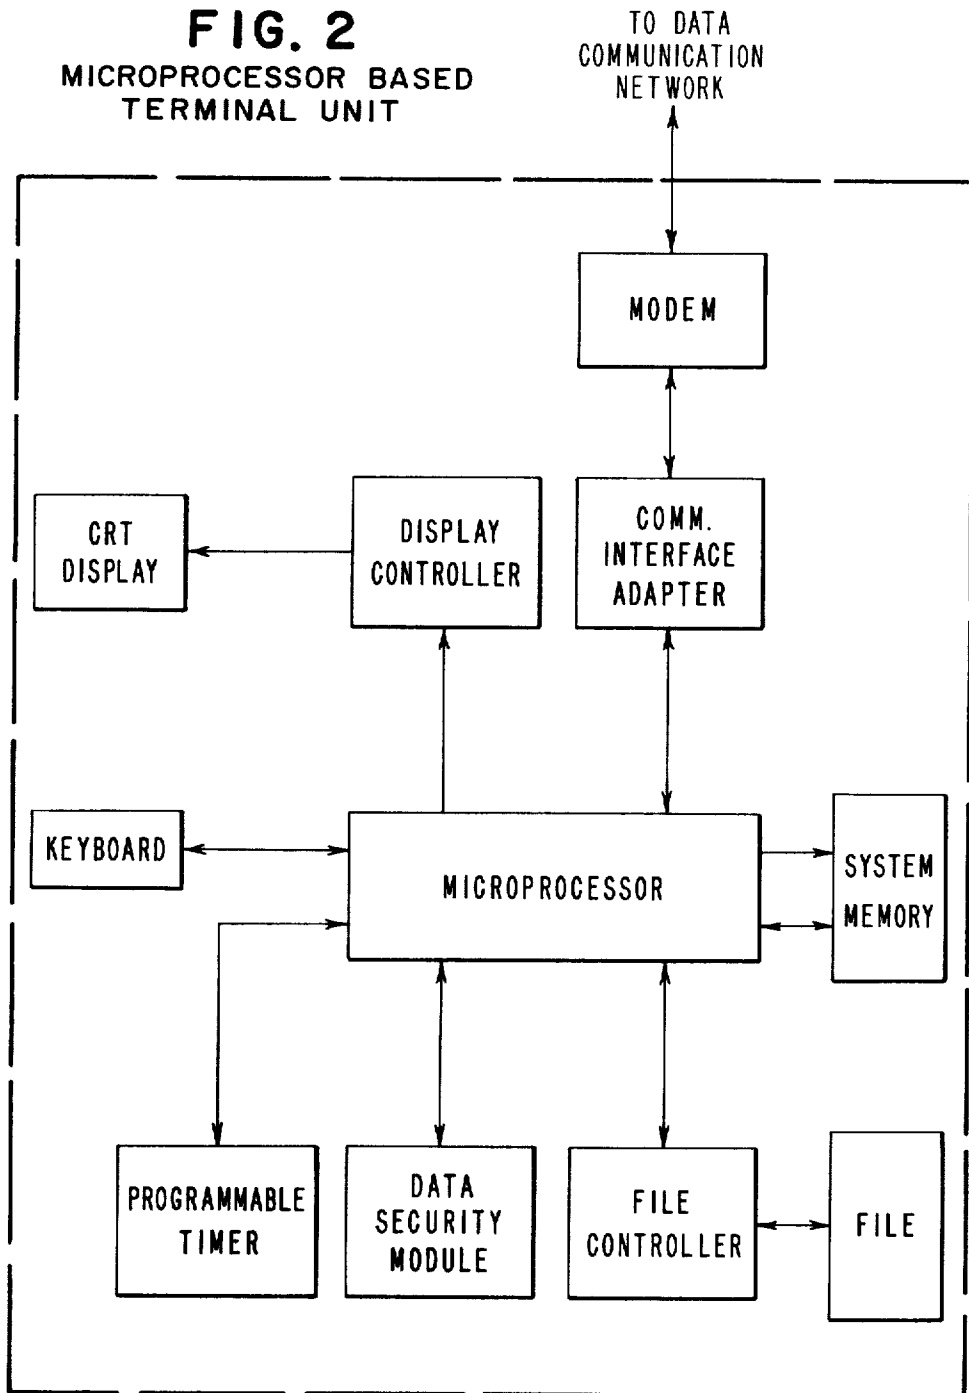 FIG. 2
MICROPROCESSOR BASED
TERMINAL UNIT
TO DATA
COMMUNICATION
NETWORK
MODEM
CRT
DISPLAY
DISPLAY
CONTROLLER
COMM.
INTERFACE
ADAPTER
KEYBOARD
MICROPROCESSOR
SYSTEM
MEMORY
PROGRAMMABLE
TIMER
DATA
SECURITY
MODULE
FILE
CONTROLLER
FILE